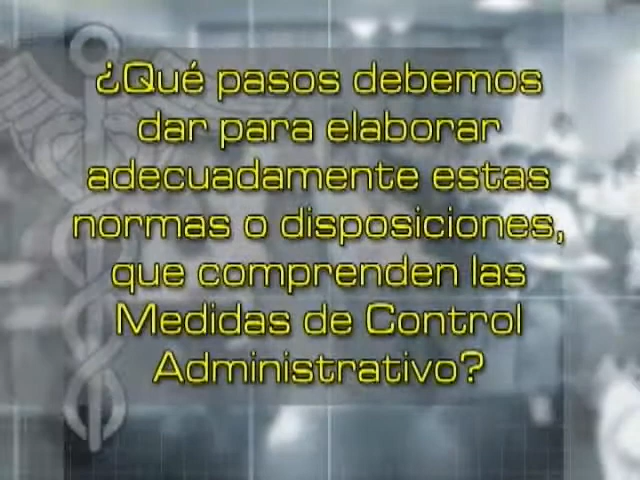 ¿Qué pasos debemos
dar para elaborar
adecuadamente estas
normas o disposiciones,
que comprenden las
Medidas de Control
Administrativo?